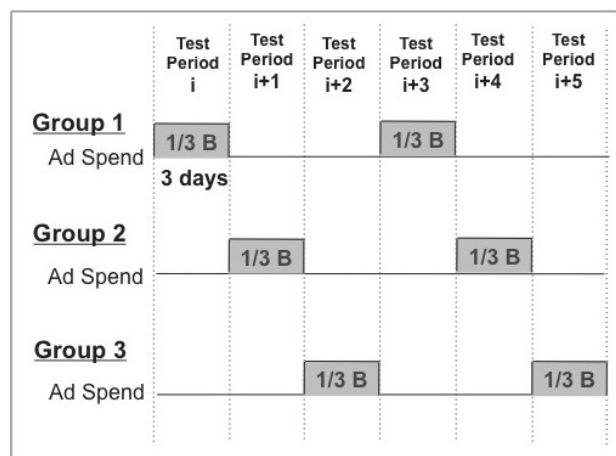 Test Period i
Test Period i+1
Test Period i+2
Test Period i+3
Test Period i+4
Test Period i+5
Group 1
Ad Spend
1/3 B
1/3 B
3 days
Group 2
Ad Spend
1/3 B
1/3 B
Group 3
Ad Spend
1/3 B
1/3 B